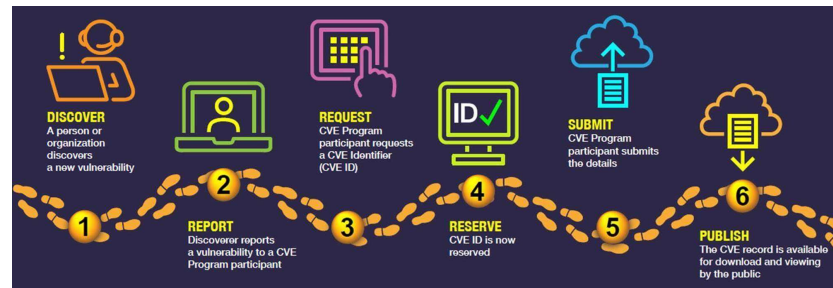 DISCOVER
A person or
organization
discovers
a new vulnerability
1
2
REPORT
Discoverer reports
a vulnerability to a CVE
Program participant
REQUEST
CVE Program
participant requests
a CVE Identifier
(CVE ID)
3
ID
4
RESERVE
CVE ID is now
reserved
SUBMIT
CVE Program
participant submits
the details
5
6
PUBLISH
The CVE record is available
for download and viewing
by the public